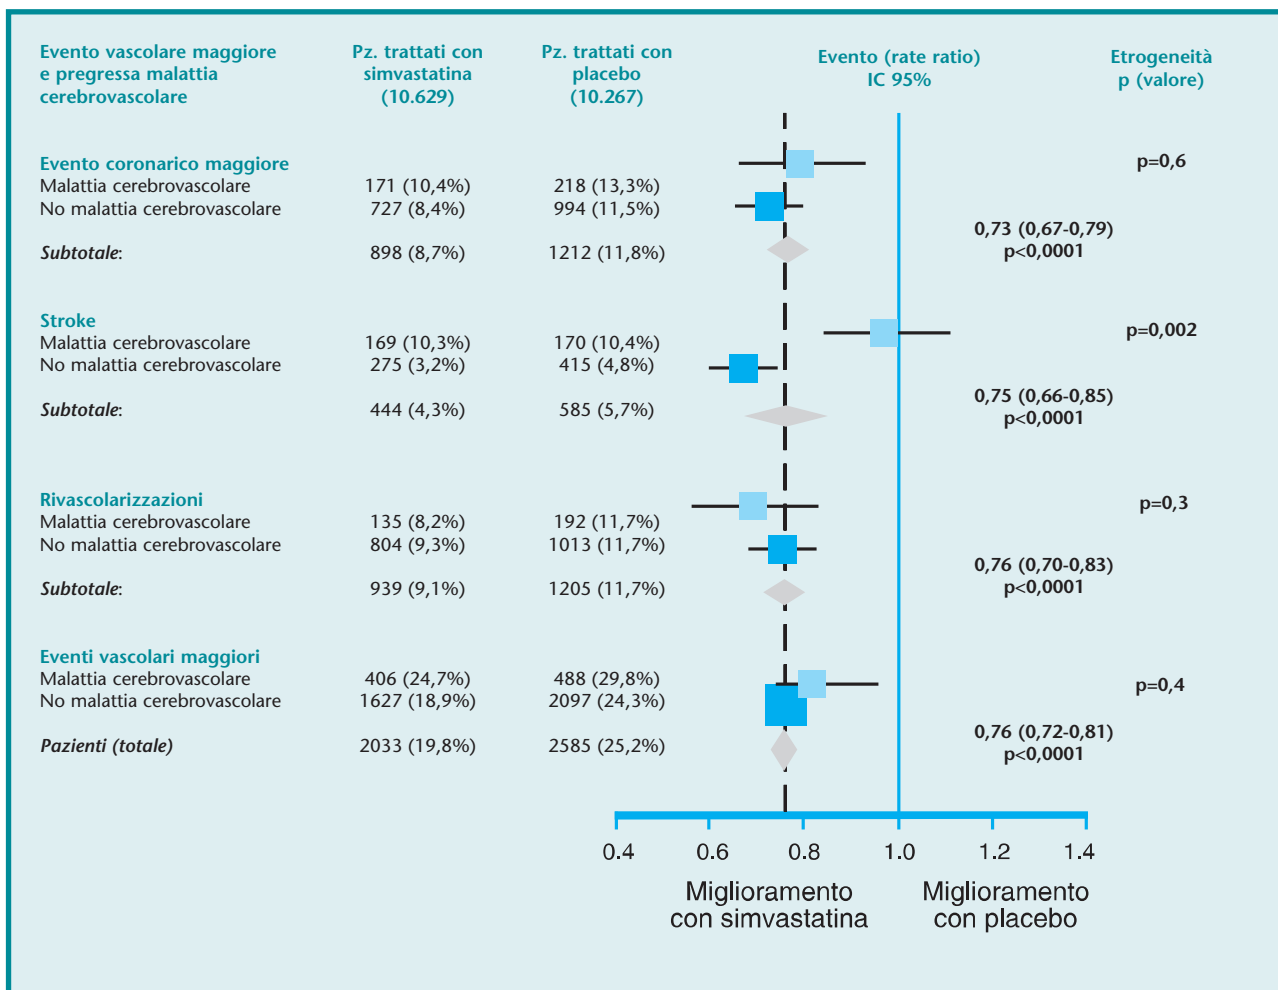 Evento vascolare maggiore
e pregressa malattia
cerebrovascolare
Pz. trattati con
simvastatina
(10.629)
Pz. trattati con
placebo
(10.267)
Evento (rate ratio)
IC 95%
Etrogeneità
p (valore)
Evento coronarico maggiore p=0,6
Malattia cerebrovascolare 171 (10,4%) 218 (13,3%)
No malattia cerebrovascolare 727 (8,4%) 994 (11,5%)
0,73 (0,67-0,79)
Subtotale: 898 (8,7%) 1212 (11,8%) p<0,0001
Stroke p=0,002
Malattia cerebrovascolare 169 (10,3%) 170 (10,4%)
No malattia cerebrovascolare 275 (3,2%) 415 (4,8%)
0,75 (0,66-0,85)
Subtotale: 444 (4,3%) 585 (5,7%) p<0,0001
Rivascolarizzazioni p=0,3
Malattia cerebrovascolare 135 (8,2%) 192 (11,7%)
No malattia cerebrovascolare 804 (9,3%) 1013 (11,7%)
0,76 (0,70-0,83)
Subtotale: 939 (9,1%) 1205 (11,7%) p<0,0001
Eventi vascolari maggiori
Malattia cerebrovascolare 406 (24,7%) 488 (29,8%) p=0,4
No malattia cerebrovascolare 1627 (18,9%) 2097 (24,3%)
0,76 (0,72-0,81)
Pazienti (totale) 2033 (19,8%) 2585 (25,2%) p<0,0001
0.4 0.6 0.8 1.0 1.2 1.4
Miglioramento
con simvastatina
Miglioramento
con placebo